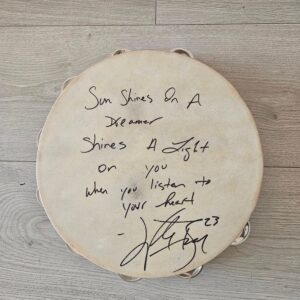 Sun Shines On A
Dreamer
Shines A Light
On you
When you listen to
your heart
23